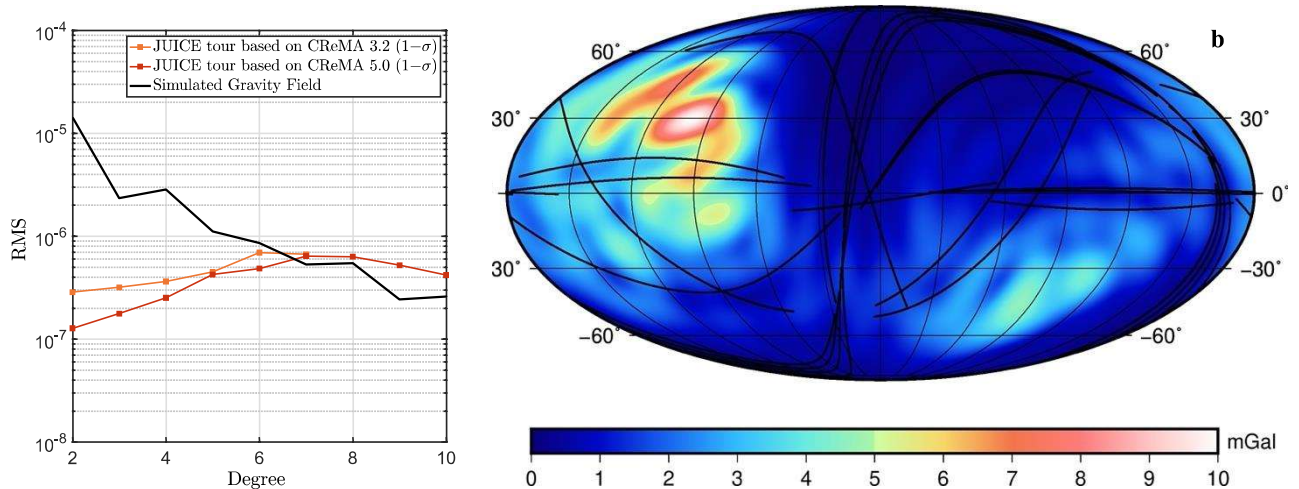 10^-4
10^-5
10^-6
10^-7
10^-8
RMS
JUICE tour based on CReMA 3.2 (1−σ)
JUICE tour based on CReMA 5.0 (1−σ)
Simulated Gravity Field
2 4 6 8 10
Degree
b
60° 60°
30° 30°
0°
30° −30°
−60° −60°
0 1 2 3 4 5 6 7 8 9 10 mGal